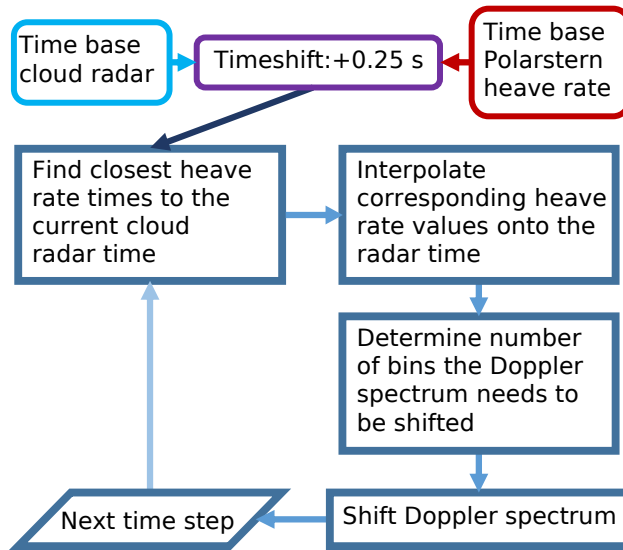 Time base
cloud radar
Timeshift:+0.25 s
Time base
Polarstern
heave rate
Find closest heave
rate times to the
current cloud
radar time
Interpolate
corresponding heave
rate values onto the
radar time
Determine number
of bins the Doppler
spectrum needs to
be shifted
Shift Doppler spectrum
Next time step